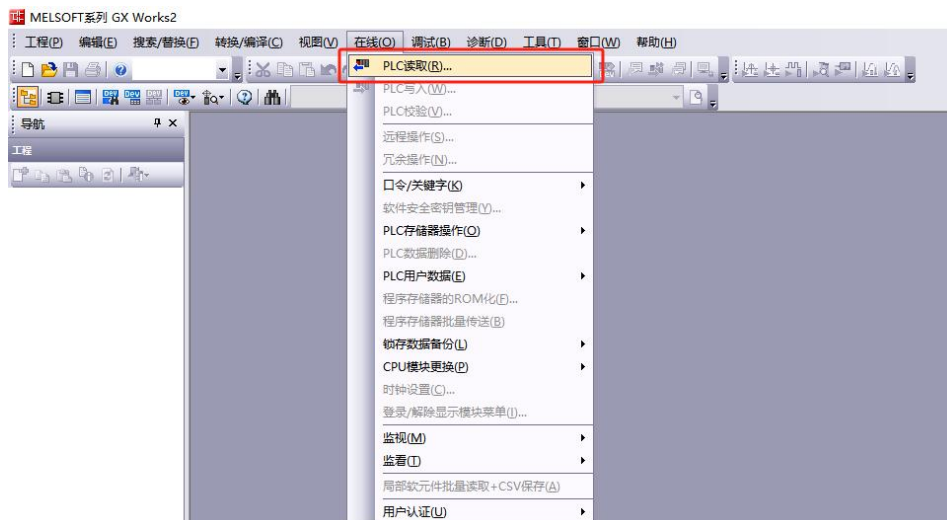 MELSOFT系列 GX Works2
工程(P) 编辑(E) 搜索/替换(F) 转换/编译(C) 视图(V) 在线(O) 调试(B) 诊断(D) 工具(T) 窗口(W) 帮助(H)
PLC读取(R)...
PLC写入(W)...
导航
PLC校验(V)...
工程
远程操作(S)...
冗余操作(N)...
口令/关键字(K)
软件安全密钥管理(Y)...
PLC存储器操作(O)
PLC数据删除(D)...
PLC用户数据(E)
程序存储器的ROM化(F)...
程序存储器批量传送(B)
锁存数据备份(L)
CPU模块更换(P)
时钟设置(C)...
登录/解除显示模块菜单(I)...
监视(M)
监看(T)
局部软元件批量读取+CSV保存(A)
用户认证(U)